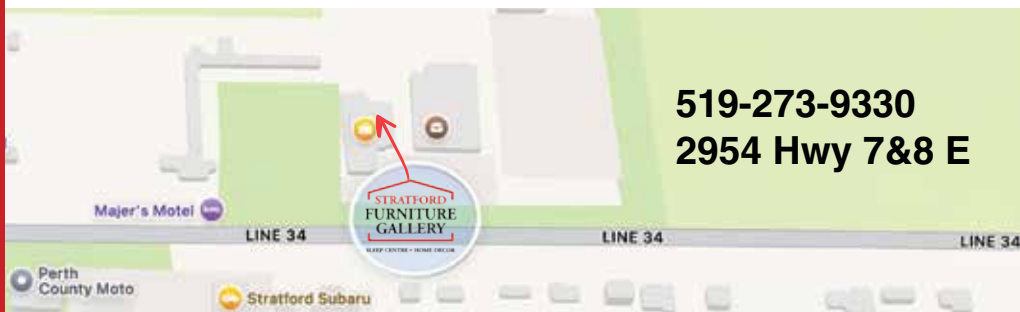 519-273-9330
2954 Hwy 7&8 E
Majer's Motel
STRATFORD
FURNITURE
GALLERY
SLEEP CENTRE • HOME DECOR
LINE 34
LINE 34
LINE 34
Perth
County Moto
Stratford Subaru